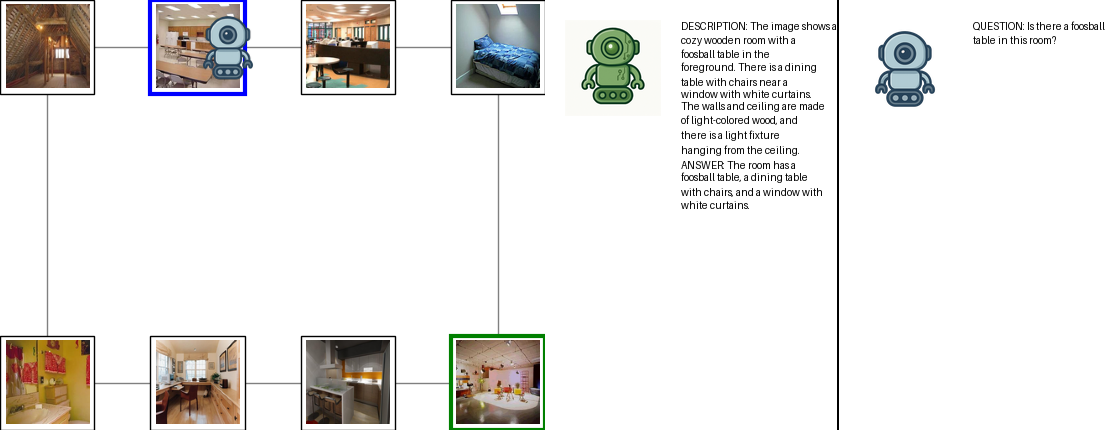 DESCRIPTION: The image shows a
cozy wooden room with a
foosball table in the
foreground. There is a dining
table with chairs near a
window with white curtains.
The walls and ceiling are made
of light-colored wood, and
there is a light fixture
hanging from the ceiling.
ANSWER: The room has a
foosball table, a dining table
with chairs, and a window with
white curtains.
QUESTION: Is there a foosball
table in this room?